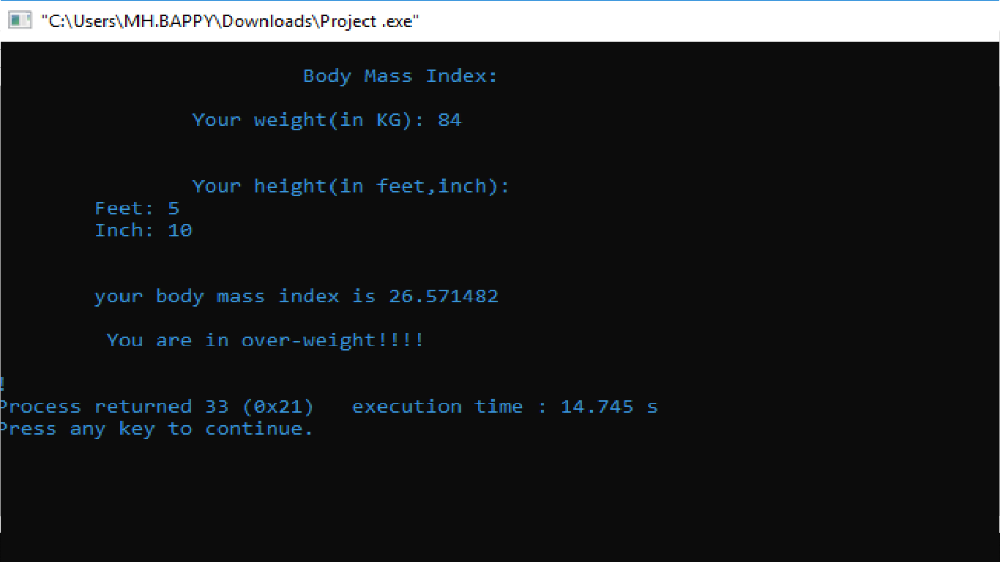 "C:\Users\MH.BAPPY\Downloads\Project .exe"
Body Mass Index:
Your weight(in KG): 84
Your height(in feet,inch):
Feet: 5
Inch: 10
your body mass index is 26.571482
You are in over-weight!!!!
!
Process returned 33 (0x21)   execution time : 14.745 s
Press any key to continue.